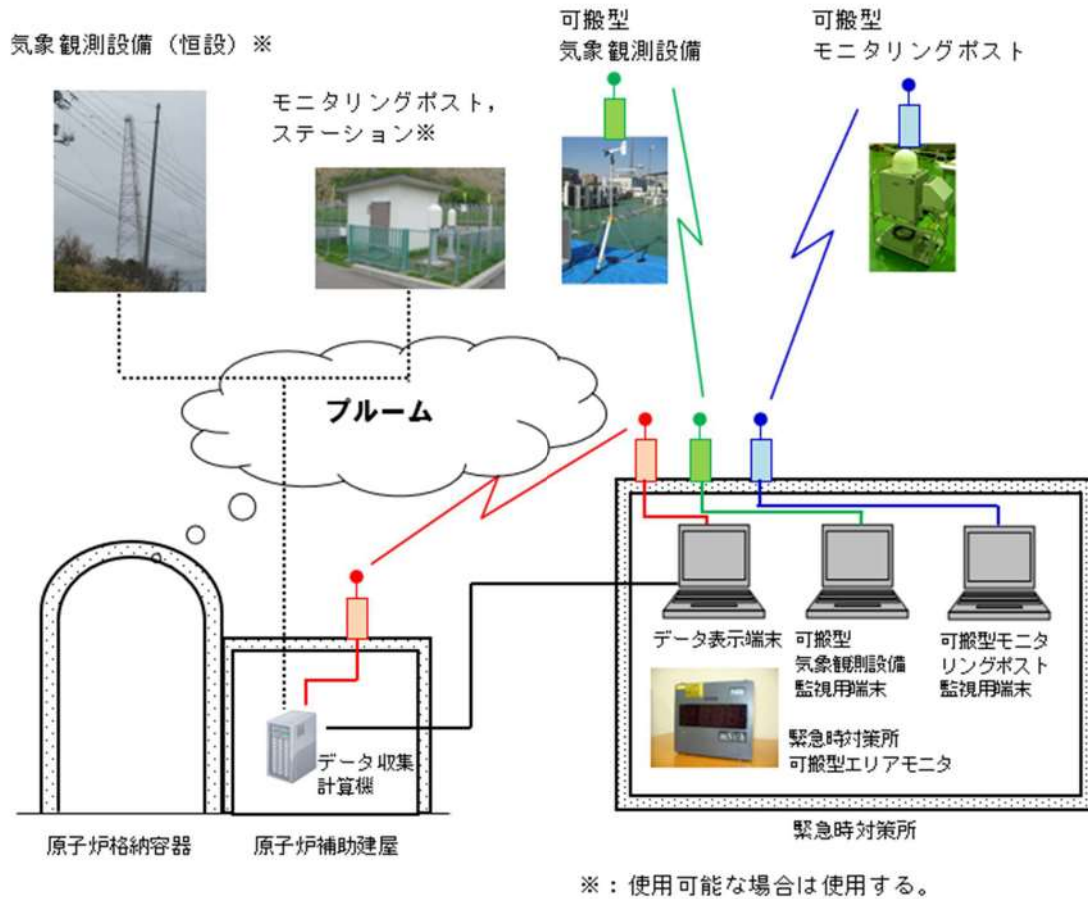 気象観測設備（恒設）※
モニタリングポスト，
ステーション※
可搬型
気象観測設備
可搬型
モニタリングポスト
プルーム
データ表示端末
可搬型
気象観測設備
監視用端末
可搬型モニタ
リングポスト
監視用端末
緊急時対策所
可搬型エリアモニタ
データ収集
計算機
原子炉格納容器
原子炉補助建屋
緊急時対策所
※：使用可能な場合は使用する。